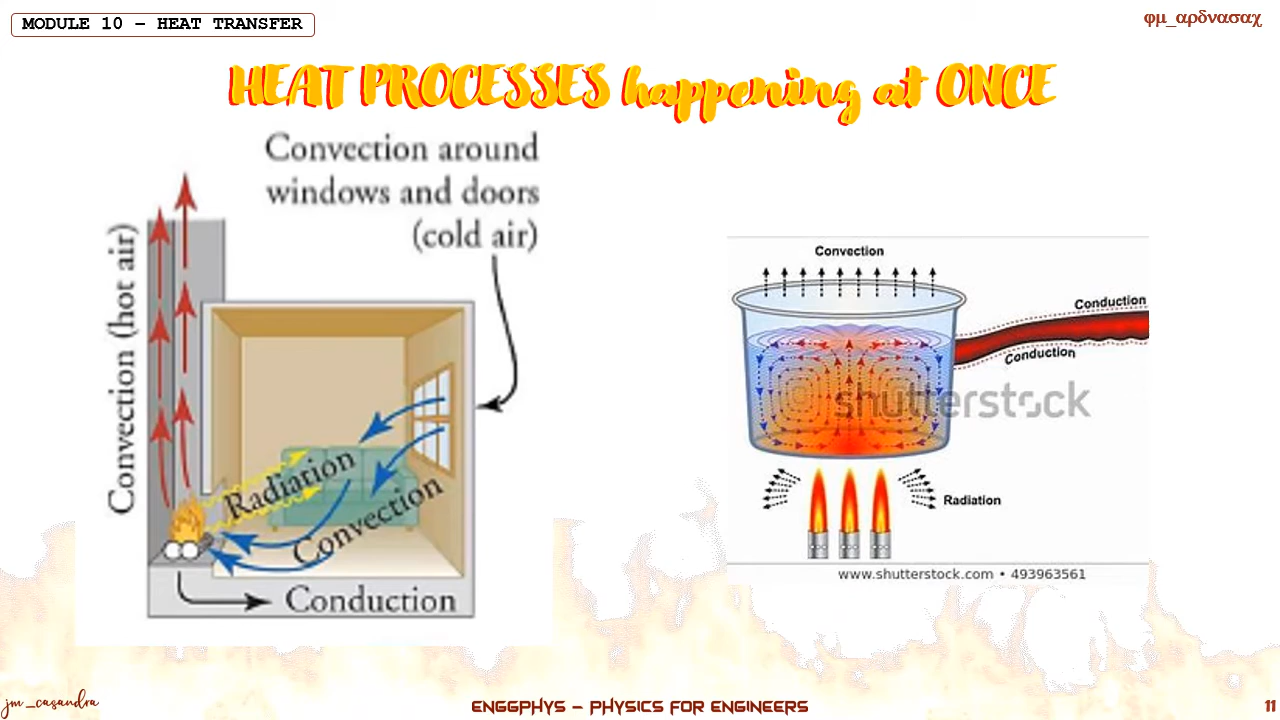 MODULE 10 – HEAT TRANSFER
φμ_αρδνασαχ
HEAT PROCESSES happening at ONCE
Convection around
windows and doors
(cold air)
Convection (hot air)
Radiation
Convection
Conduction
Convection
Conduction
Conduction
shutterstock
Radiation
www.shutterstock.com • 493963561
jm_casandra
ENGGPHYS – PHYSICS FOR ENGINEERS
11